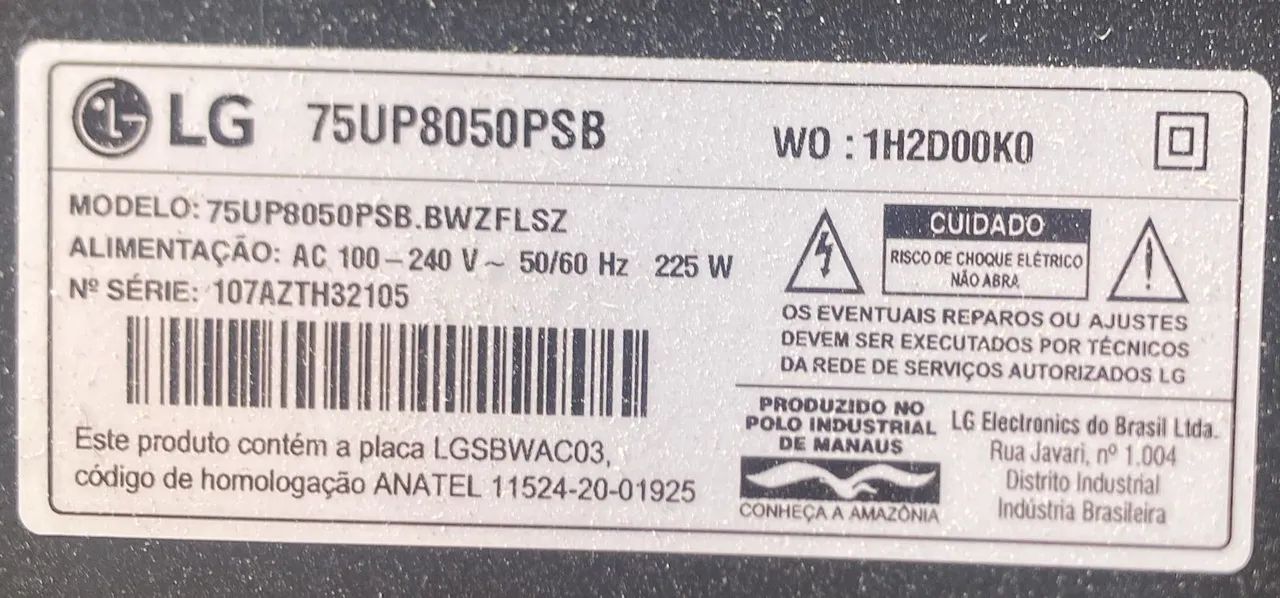 LG 75UP8050PSB WO : 1H2D00K0
MODELO: 75UP8050PSB.BWZFLSZ
ALIMENTAÇÃO: AC 100 – 240 V ~ 50/60 Hz 225 W
Nº SÉRIE: 107AZTH32105
Este produto contém a placa LGSBWAC03,
código de homologação ANATEL 11524-20-01925
CUIDADO
RISCO DE CHOQUE ELÉTRICO
NÃO ABRA
OS EVENTUAIS REPAROS OU AJUSTES
DEVEM SER EXECUTADOS POR TÉCNICOS
DA REDE DE SERVIÇOS AUTORIZADOS LG
PRODUZIDO NO
POLO INDUSTRIAL
DE MANAUS
CONHEÇA A AMAZÔNIA
LG Electronics do Brasil Ltda.
Rua Javari, nº 1.004
Distrito Industrial
Indústria Brasileira